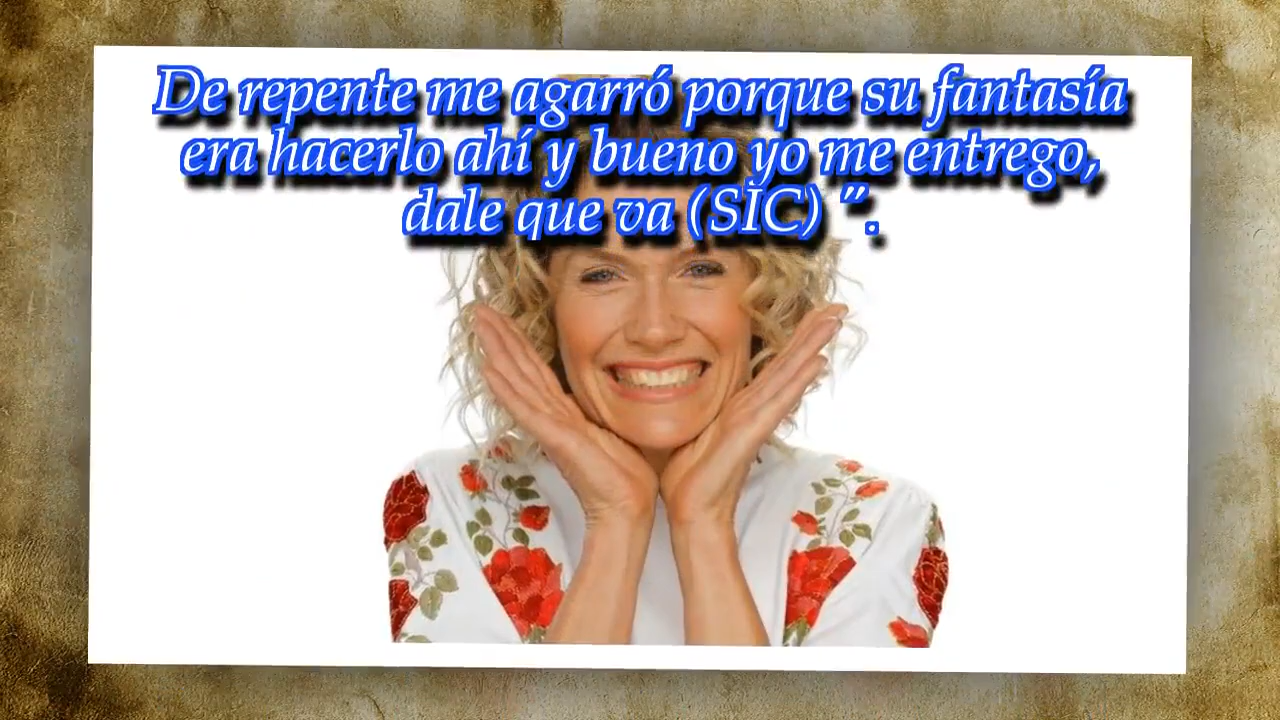 De repente me agarró porque su fantasía
era hacerlo ahí y bueno yo me entrego,
dale que va (SIC) ”.